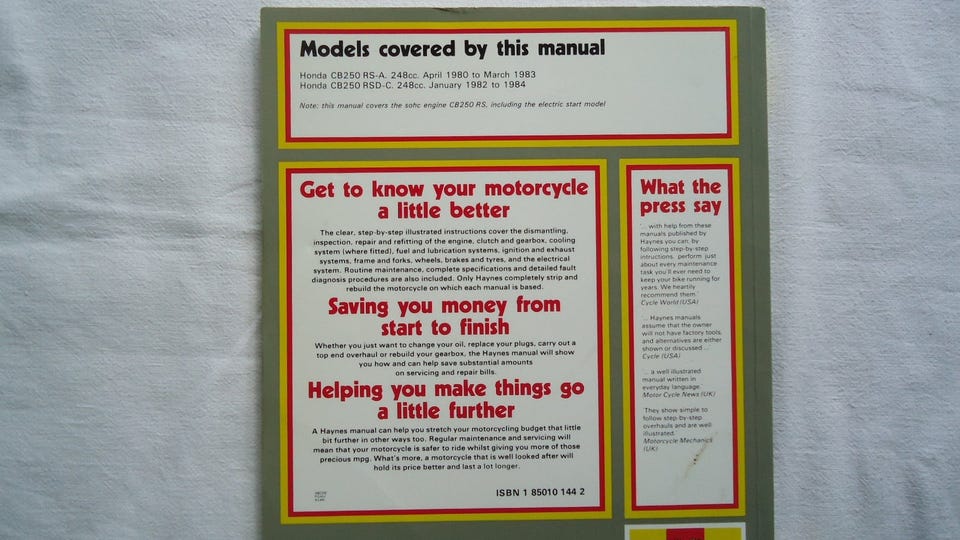 Models covered by this manual
Honda CB250 RS-A. 248cc. April 1980 to March 1983
Honda CB250 RSD-C. 248cc. January 1982 to 1984
Note: this manual covers the sohc engine CB250 RS, including the electric start model
Get to know your motorcycle
a little better
The clear, step-by-step illustrated instructions cover the dismantling,
inspection, repair and refitting of the engine, clutch and gearbox, cooling
system (where fitted), fuel and lubrication systems, ignition and exhaust
systems, frame and forks, wheels, brakes and tyres, and the electrical
system. Routine maintenance, complete specifications and detailed fault
diagnosis procedures are also included. Only Haynes completely strip and
rebuild the motorcycle on which each manual is based.
Saving you money from
start to finish
Whether you just want to change your oil, replace your plugs, carry out a
top end overhaul or rebuild your gearbox, the Haynes manual will show
you how and can help save substantial amounts
on servicing and repair bills.
Helping you make things go
a little further
A Haynes manual can help you stretch your motorcycling budget that little
bit further in other ways too. Regular maintenance and servicing will
mean that your motorcycle is safer to ride whilst giving you more of those
precious mpg. What's more, a motorcycle that is well looked after will
hold its price better and last a lot longer.
ISBN 1 85010 144 2
What the
press say
'... with help from these
manuals published by
Haynes you can, by
following step-by-step
intructions, perform just
about every maintenance
task you'll ever need to
keep your bike running for
years. We heartily
recommend them.'
Cycle World (USA)
'... Haynes manuals
assume that the owner
will not have factory tools,
and alternatives are either
shown or discussed ...'
Cycle (USA)
'... a well illustrated
manual written in
everyday language.'
Motor Cycle News (UK)
'They show simple to
follow step-by-step
overhauls and are well
illustrated.'
Motorcycle Mechanics
(UK)